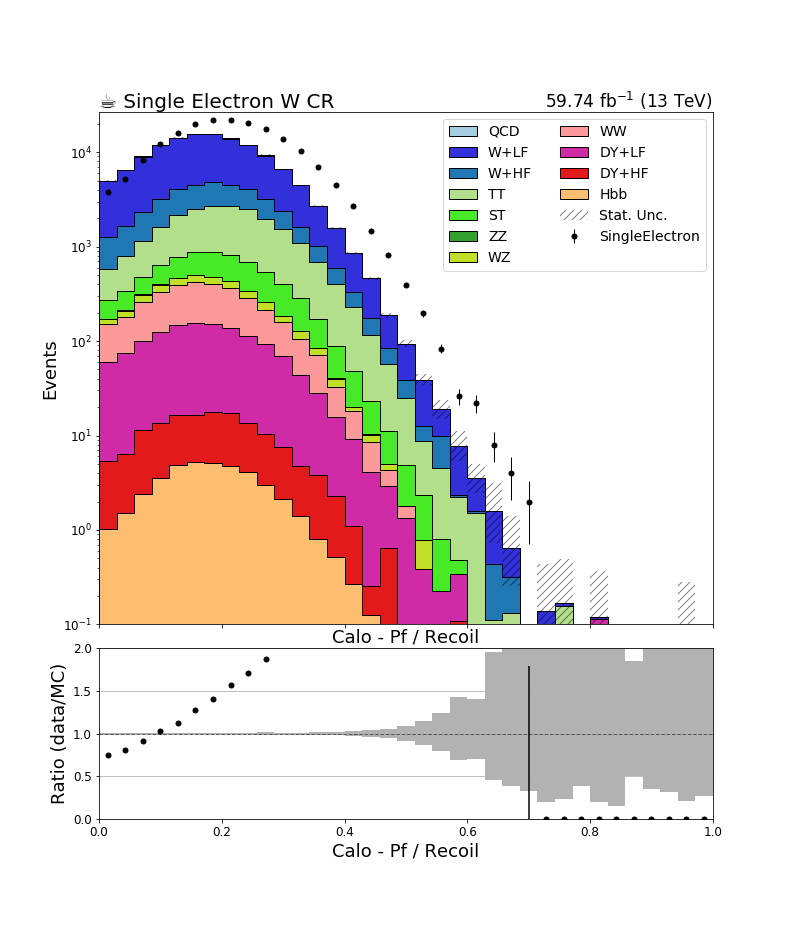 ☕ Single Electron W CR
59.74 fb⁻¹ (13 TeV)
QCD
W+LF
W+HF
TT
ST
ZZ
WZ
WW
DY+LF
DY+HF
Hbb
Stat. Unc.
SingleElectron
Events
10⁴
10³
10²
10¹
10⁰
10⁻¹
Calo - Pf / Recoil
Ratio (data/MC)
2.0
1.5
1.0
0.5
0.0
0.0 0.2 0.4 0.6 0.8 1.0
Calo - Pf / Recoil